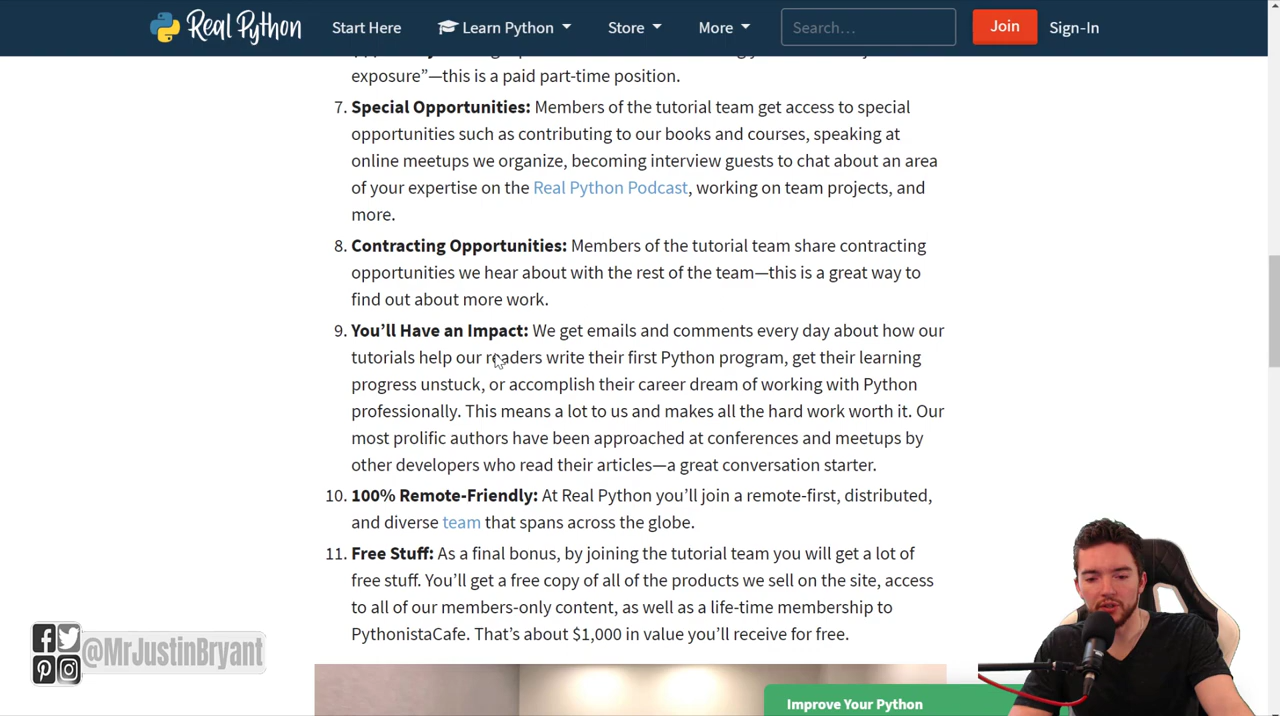 Real Python
Start Here
Learn Python
Store
More
Search...
Join
Sign-In
exposure”—this is a paid part-time position.
7. Special Opportunities: Members of the tutorial team get access to special
opportunities such as contributing to our books and courses, speaking at
online meetups we organize, becoming interview guests to chat about an area
of your expertise on the Real Python Podcast, working on team projects, and
more.
8. Contracting Opportunities: Members of the tutorial team share contracting
opportunities we hear about with the rest of the team—this is a great way to
find out about more work.
9. You’ll Have an Impact: We get emails and comments every day about how our
tutorials help our readers write their first Python program, get their learning
progress unstuck, or accomplish their career dream of working with Python
professionally. This means a lot to us and makes all the hard work worth it. Our
most prolific authors have been approached at conferences and meetups by
other developers who read their articles—a great conversation starter.
10. 100% Remote-Friendly: At Real Python you’ll join a remote-first, distributed,
and diverse team that spans across the globe.
11. Free Stuff: As a final bonus, by joining the tutorial team you will get a lot of
free stuff. You’ll get a free copy of all of the products we sell on the site, access
to all of our members-only content, as well as a life-time membership to
PythonistaCafe. That’s about $1,000 in value you’ll receive for free.
@MrJustinBryant
Improve Your Python